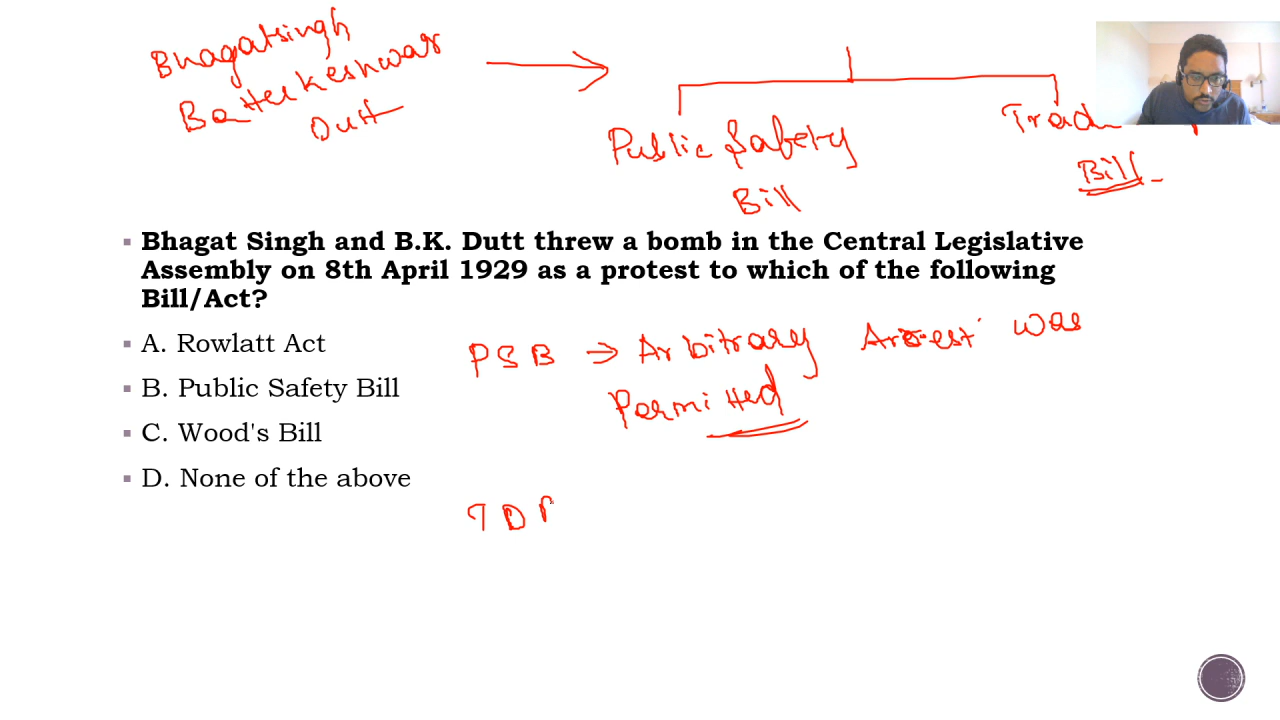 Bhagatsingh
Batterkeshwar
Dutt
Public Safety
Bill
Trad
Bill
Bhagat Singh and B.K. Dutt threw a bomb in the Central Legislative
Assembly on 8th April 1929 as a protest to which of the following
Bill/Act?
A. Rowlatt Act
B. Public Safety Bill
C. Wood's Bill
D. None of the above
PSB → Arbitrary Arrest was
Permitted
TD